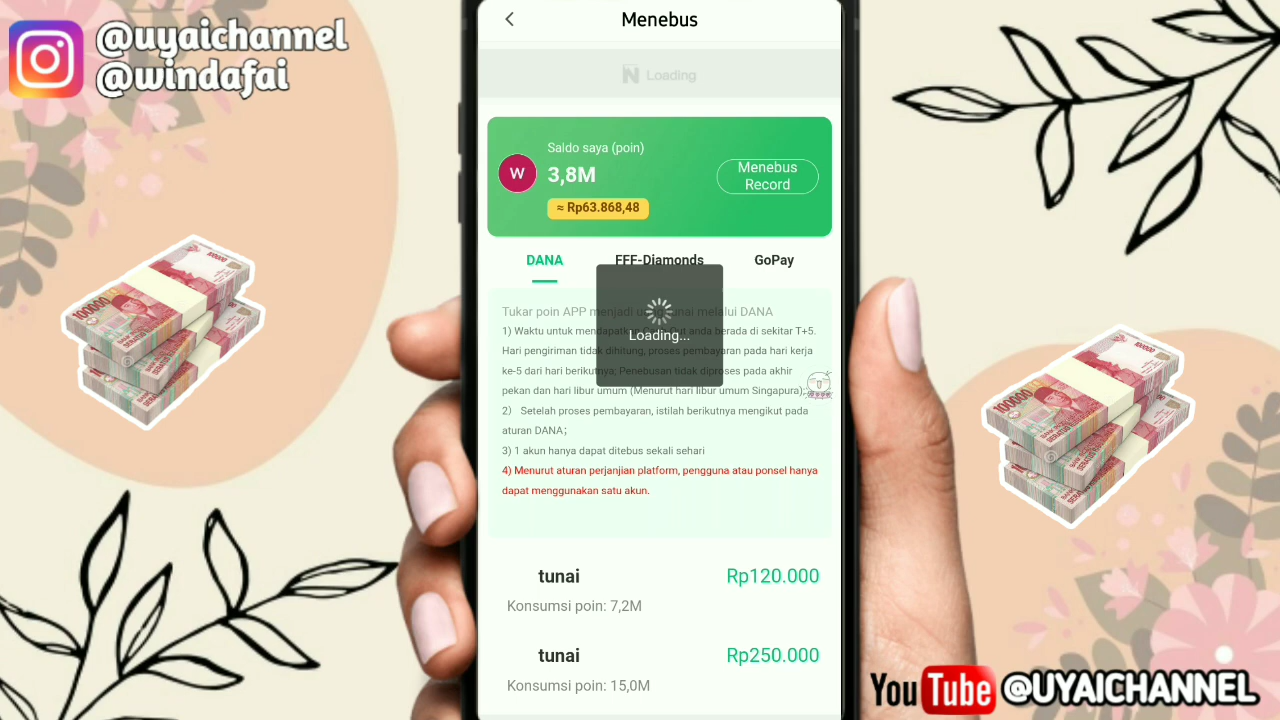 @uyaichannel
@windafai
Menebus
Loading
Saldo saya (poin)
W
3,8M
≈ Rp63.868,48
Menebus
Record
DANA
FFF-Diamonds
GoPay
Tukar poin APP menjadi uang tunai melalui DANA
1) Waktu untuk mendapatkan Cash Out anda berada di sekitar T+5.
Hari pengiriman tidak dihitung, proses pembayaran pada hari kerja
ke-5 dari hari berikutnya; Penebusan tidak diproses pada akhir
pekan dan hari libur umum (Menurut hari libur umum Singapura);
2) Setelah proses pembayaran, istilah berikutnya mengikut pada
aturan DANA;
3) 1 akun hanya dapat ditebus sekali sehari
4) Menurut aturan perjanjian platform, pengguna atau ponsel hanya
dapat menggunakan satu akun.
Loading...
tunai
Rp120.000
Konsumsi poin: 7,2M
tunai
Rp250.000
Konsumsi poin: 15,0M
100000
100000
YouTube @UYAICHANNEL